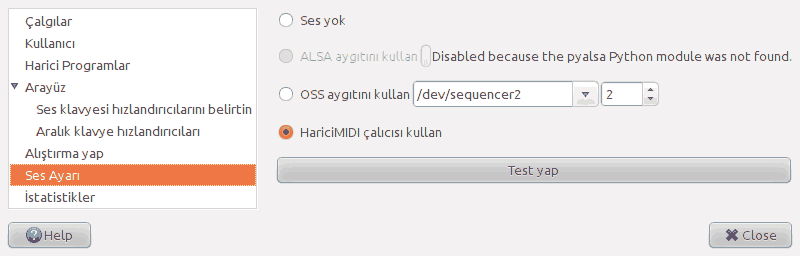 Çalgılar
Kullanıcı
Harici Programlar
Arayüz
Ses klavyesi hızlandırıcılarını belirtin
Aralık klavye hızlandırıcıları
Alıştırma yap
Ses Ayarı
İstatistikler
Ses yok
ALSA aygıtını kullan Disabled because the pyalsa Python module was not found.
OSS aygıtını kullan /dev/sequencer2 2
HariciMIDI çalıcısı kullan
Test yap
Help Close